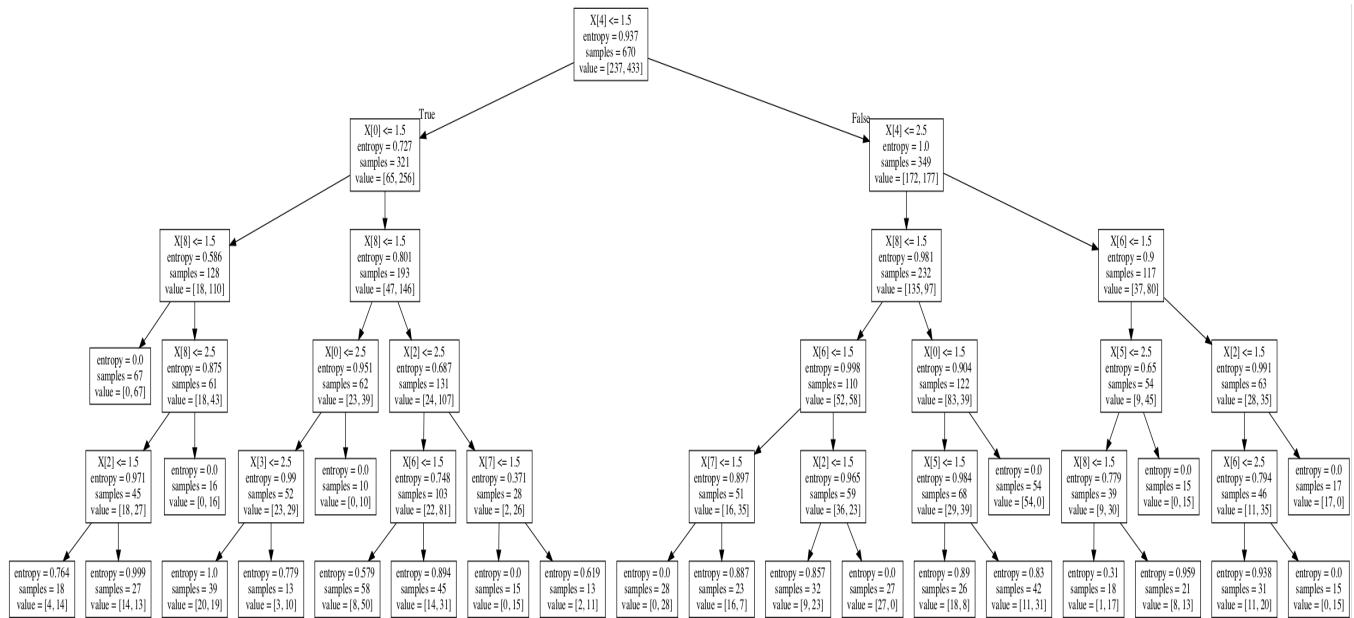 X[4] <= 1.5
entropy = 0.937
samples = 670
value = [237, 433]
True
False
X[0] <= 1.5
entropy = 0.727
samples = 321
value = [65, 256]
X[4] <= 2.5
entropy = 1.0
samples = 349
value = [172, 177]
X[8] <= 1.5
entropy = 0.586
samples = 128
value = [18, 110]
X[8] <= 1.5
entropy = 0.801
samples = 193
value = [47, 146]
X[8] <= 1.5
entropy = 0.981
samples = 232
value = [135, 97]
X[6] <= 1.5
entropy = 0.9
samples = 117
value = [37, 80]
entropy = 0.0
samples = 67
value = [0, 67]
X[8] <= 2.5
entropy = 0.875
samples = 61
value = [18, 43]
X[0] <= 2.5
entropy = 0.951
samples = 62
value = [23, 39]
X[2] <= 2.5
entropy = 0.687
samples = 131
value = [24, 107]
X[6] <= 1.5
entropy = 0.998
samples = 110
value = [52, 58]
X[0] <= 1.5
entropy = 0.904
samples = 122
value = [83, 39]
X[5] <= 2.5
entropy = 0.65
samples = 54
value = [9, 45]
X[2] <= 1.5
entropy = 0.991
samples = 63
value = [28, 35]
X[2] <= 1.5
entropy = 0.971
samples = 45
value = [18, 27]
entropy = 0.0
samples = 16
value = [0, 16]
X[3] <= 2.5
entropy = 0.99
samples = 52
value = [23, 29]
entropy = 0.0
samples = 10
value = [0, 10]
X[6] <= 1.5
entropy = 0.748
samples = 103
value = [22, 81]
X[7] <= 1.5
entropy = 0.371
samples = 28
value = [2, 26]
X[7] <= 1.5
entropy = 0.897
samples = 51
value = [16, 35]
X[2] <= 1.5
entropy = 0.965
samples = 59
value = [36, 23]
X[5] <= 1.5
entropy = 0.984
samples = 68
value = [29, 39]
entropy = 0.0
samples = 54
value = [54, 0]
X[8] <= 1.5
entropy = 0.779
samples = 39
value = [9, 30]
entropy = 0.0
samples = 15
value = [0, 15]
X[6] <= 2.5
entropy = 0.794
samples = 46
value = [11, 35]
entropy = 0.0
samples = 17
value = [17, 0]
entropy = 0.764
samples = 18
value = [4, 14]
entropy = 0.999
samples = 27
value = [14, 13]
entropy = 1.0
samples = 39
value = [20, 19]
entropy = 0.779
samples = 13
value = [3, 10]
entropy = 0.579
samples = 58
value = [8, 50]
entropy = 0.894
samples = 45
value = [14, 31]
entropy = 0.0
samples = 15
value = [0, 15]
entropy = 0.619
samples = 13
value = [2, 11]
entropy = 0.0
samples = 28
value = [0, 28]
entropy = 0.887
samples = 23
value = [16, 7]
entropy = 0.857
samples = 32
value = [9, 23]
entropy = 0.0
samples = 27
value = [27, 0]
entropy = 0.89
samples = 26
value = [18, 8]
entropy = 0.83
samples = 42
value = [11, 31]
entropy = 0.31
samples = 18
value = [1, 17]
entropy = 0.959
samples = 21
value = [8, 13]
entropy = 0.938
samples = 31
value = [11, 20]
entropy = 0.0
samples = 15
value = [0, 15]